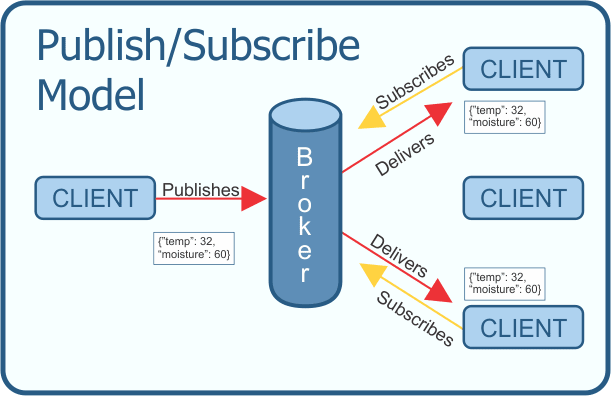 Publish/Subscribe
Model
CLIENT
Publishes
{"temp": 32,
“moisture”: 60}
Broker
Subscribes
Delivers
CLIENT
{"temp": 32,
“moisture”: 60}
CLIENT
Delivers
Subscribes
{"temp": 32,
“moisture”: 60}
CLIENT